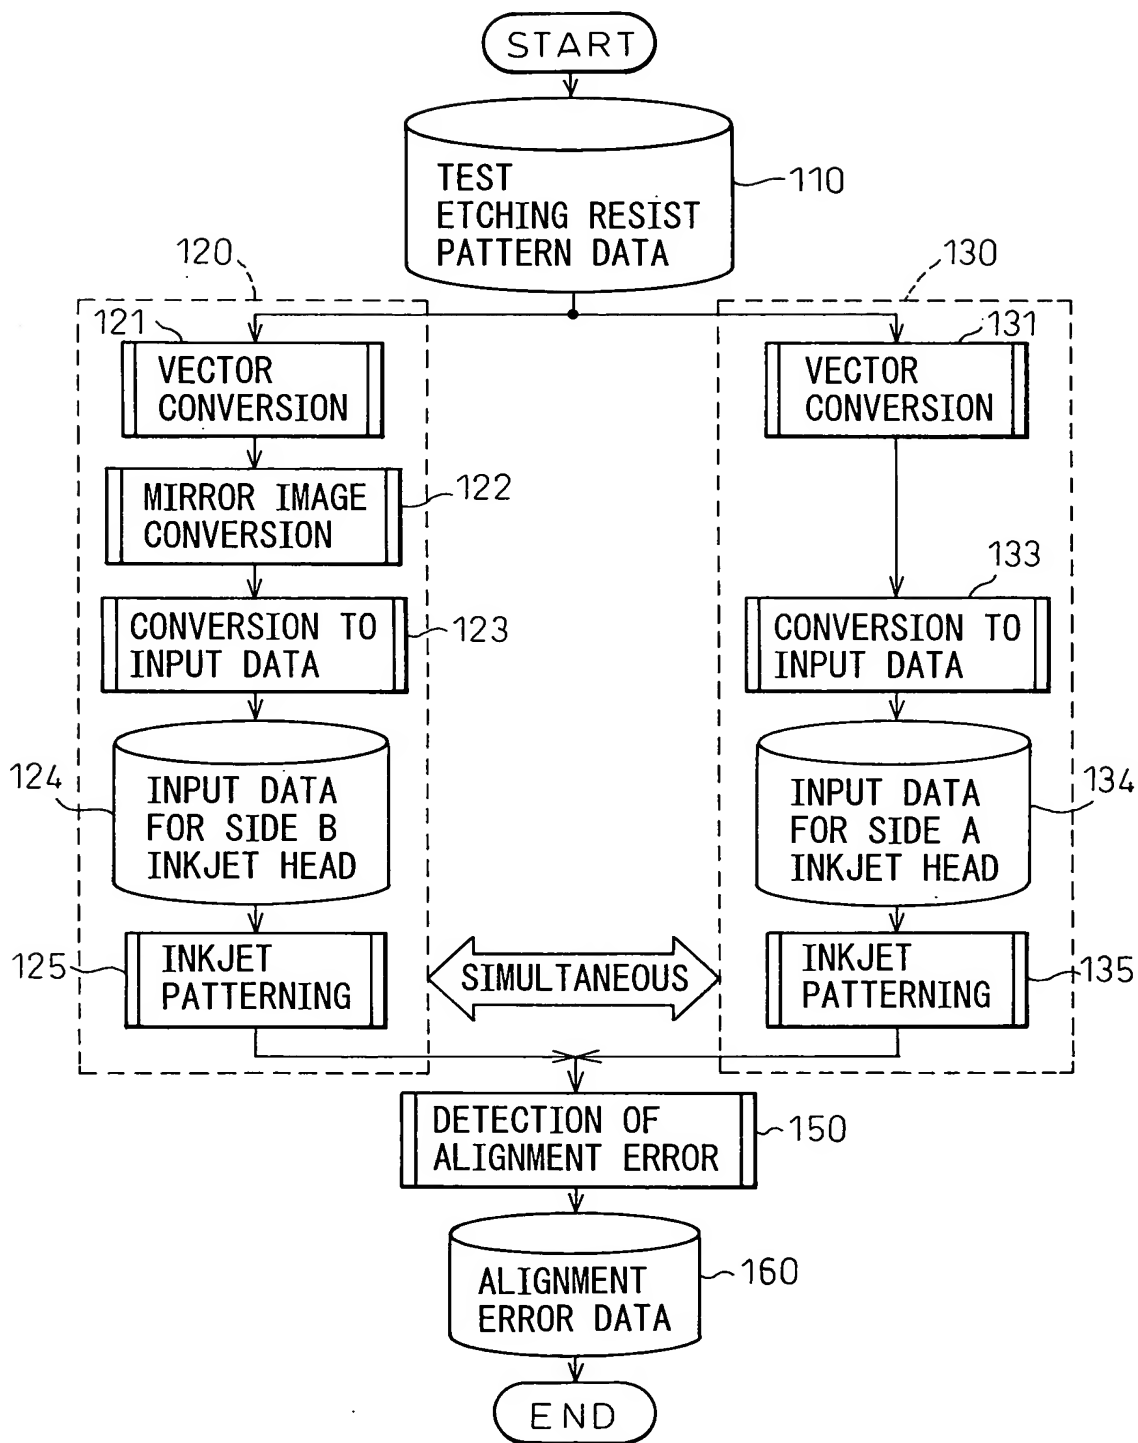 START
TEST
ETCHING RESIST
PATTERN DATA
110
120
130
121
VECTOR
CONVERSION
131
VECTOR
CONVERSION
MIRROR IMAGE
CONVERSION
122
133
CONVERSION TO
INPUT DATA
123
CONVERSION TO
INPUT DATA
124
INPUT DATA
FOR SIDE B
INKJET HEAD
INPUT DATA
FOR SIDE A
INKJET HEAD
134
125
INKJET
PATTERNING
SIMULTANEOUS
INKJET
PATTERNING
135
DETECTION OF
ALIGNMENT ERROR
150
ALIGNMENT
ERROR DATA
160
END